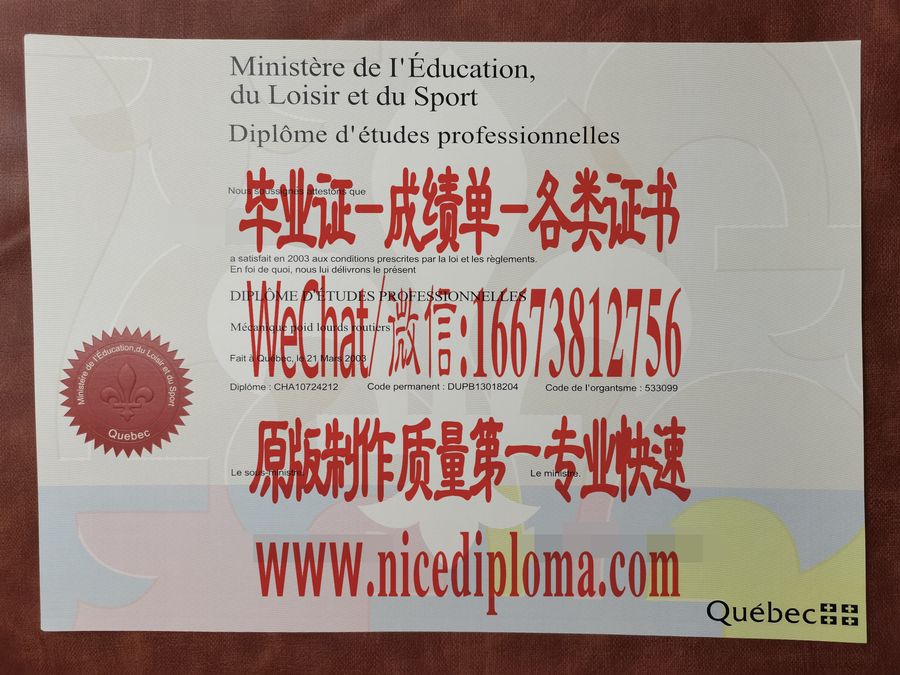 Ministère de l'Éducation,
du Loisir et du Sport
Diplôme d'études professionnelles
Nous soussignés attestons que
毕业证-成绩单-各类证书
a satisfait en 2003 aux conditions prescrites par la loi et les règlements.
En foi de quoi, nous lui délivrons le présent
DIPLÔME D'ÉTUDES PROFESSIONNELLES
WeChat/微信:16673812756
Mécanique poid lourds routiers
Fait à Québec, le 21 Mars 2003
Diplôme : CHA10724212 Code permanent : DUPB13018204 Code de l'organtsme : 533099
Ministère de l'Éducation,du Loisir et du Sport
Quebec
原版制作质量第一专业快速
Le sous-ministre. Le ministre.
www.nicediploma.com
Québec